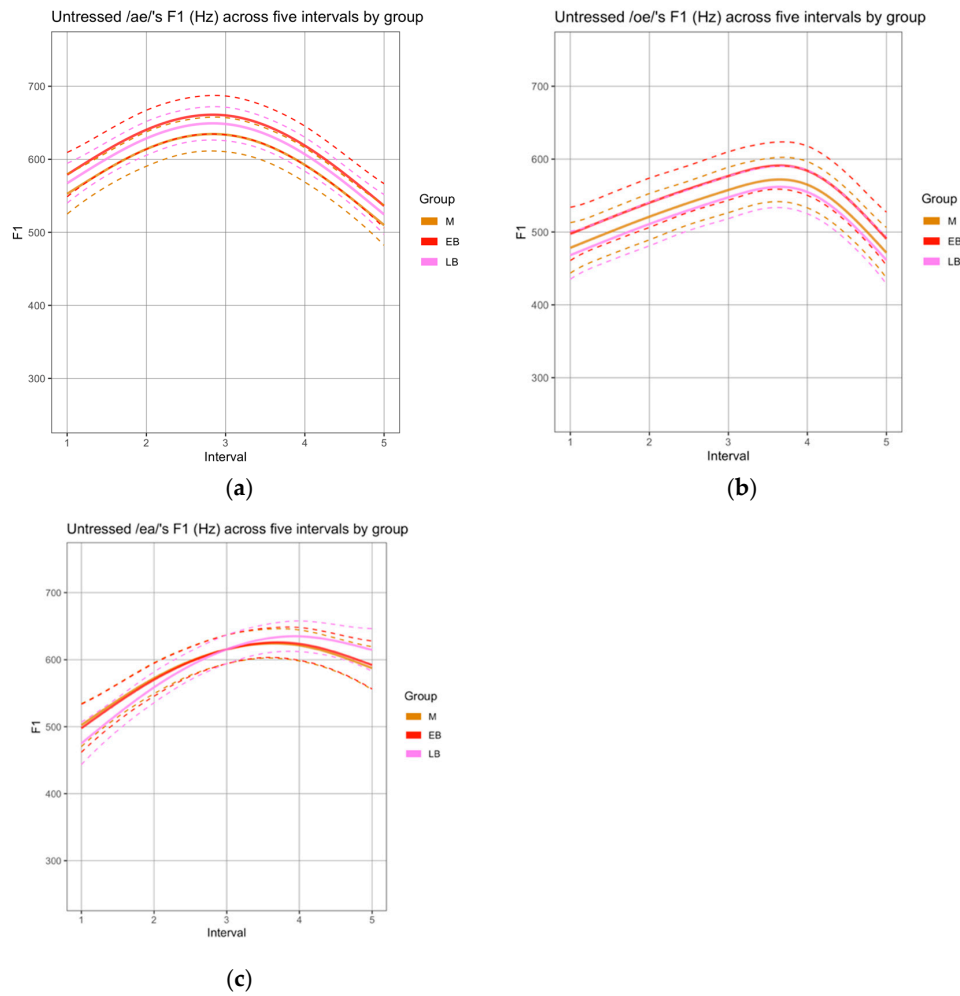 Untressed /ae/'s F1 (Hz) across five intervals by group
700
600
500
400
300
F1
1 2 3 4 5
Interval
Group
M
EB
LB
(a)
Untressed /oe/'s F1 (Hz) across five intervals by group
700
600
500
400
300
F1
1 2 3 4 5
Interval
Group
M
EB
LB
(b)
Untressed /ea/'s F1 (Hz) across five intervals by group
700
600
500
400
300
F1
1 2 3 4 5
Interval
Group
M
EB
LB
(c)